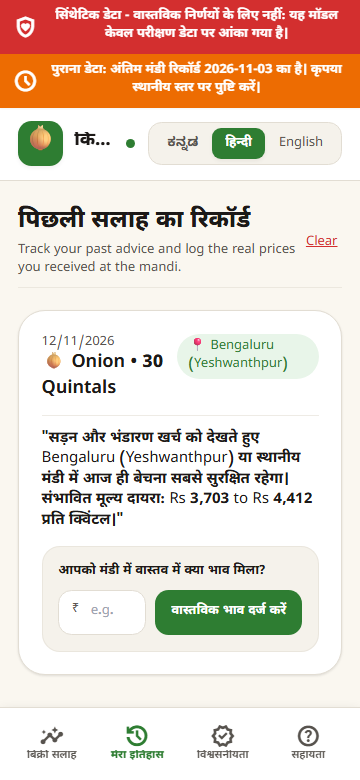 सिंथेटिक डेटा - वास्तविक निर्णयों के लिए नहीं: यह मॉडल
केवल परीक्षण डेटा पर आंका गया है।
पुराना डेटा: अंतिम मंडी रिकॉर्ड 2026-11-03 का है। कृपया
स्थानीय स्तर पर पुष्टि करें।
कि...
ಕನ್ನಡ
हिन्दी
English
पिछली सलाह का रिकॉर्ड
Track your past advice and log the real prices
you received at the mandi.
Clear
12/11/2026
Onion • 30
Quintals
Bengaluru
(Yeshwanthpur)
"सड़न और भंडारण खर्च को देखते हुए
Bengaluru (Yeshwanthpur) या स्थानीय
मंडी में आज ही बेचना सबसे सुरक्षित रहेगा।
संभावित मूल्य दायरा: Rs 3,703 to Rs 4,412
प्रति क्विंटल।"
आपको मंडी में वास्तव में क्या भाव मिला?
₹ e.g.
वास्तविक भाव दर्ज करें
बिक्री सलाह
मेरा इतिहास
विश्वसनीयता
सहायता